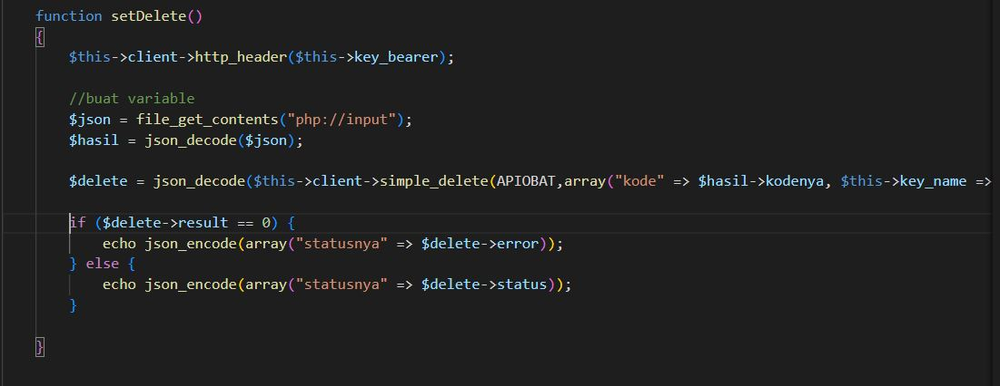 function setDelete()
{
$this->client->http_header($this->key_bearer);
//buat variable
$json = file_get_contents("php://input");
$hasil = json_decode($json);
$delete = json_decode($this->client->simple_delete(APIOBAT,array("kode" => $hasil->kodenya, $this->key_name =>
if ($delete->result == 0) {
echo json_encode(array("statusnya" => $delete->error));
} else {
echo json_encode(array("statusnya" => $delete->status));
}
}